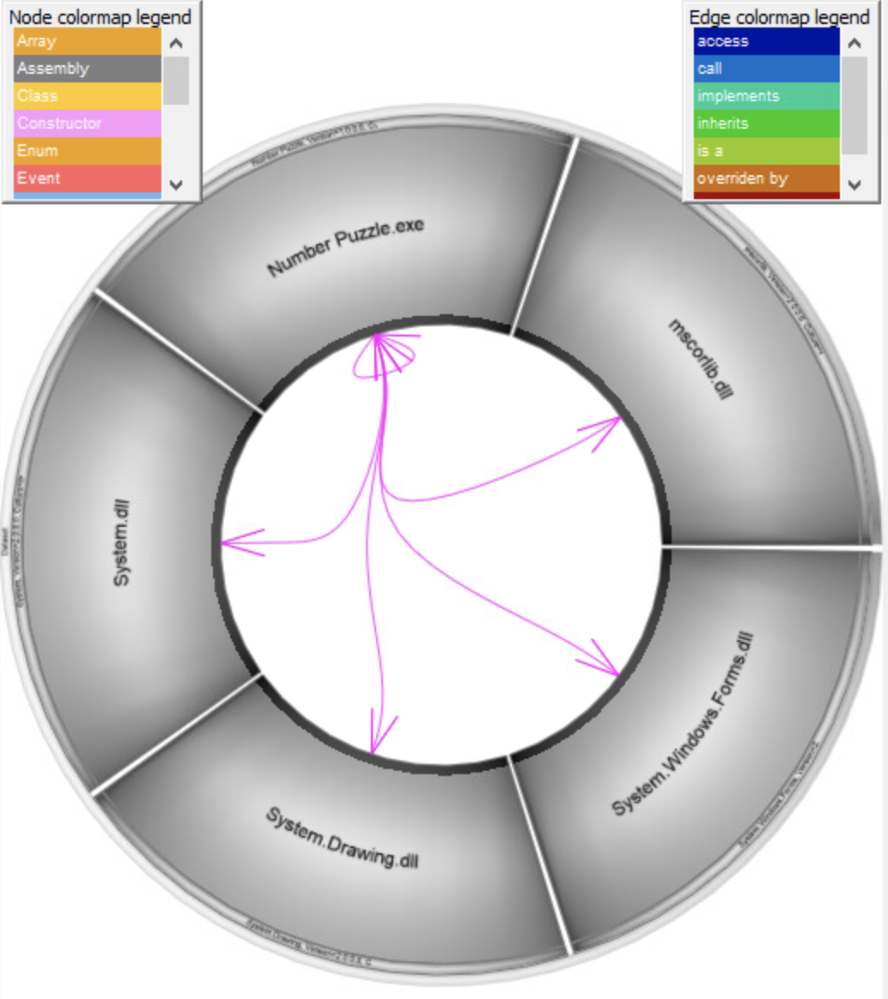 Node colormap legend
Array
Assembly
Class
Constructor
Enum
Event
Edge colormap legend
access
call
implements
inherits
is a
overriden by
Number Puzzle.exe
mscorlib.dll
System.dll
System.Windows.Forms.dll
System.Drawing.dll
Dataset